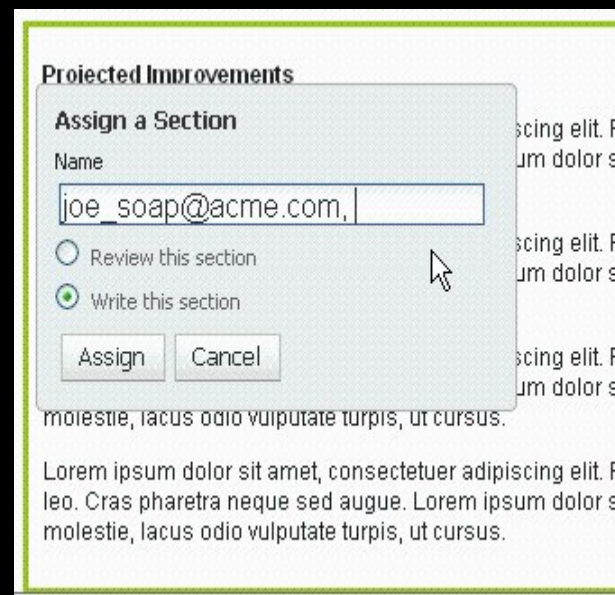 Projected Improvements
Assign a Section
scing elit. F
Name
um dolor s
joe_soap@acme.com,
Review this section
scing elit. F
um dolor s
Write this section
Assign Cancel
scing elit. F
um dolor s
molestie, lacus odio vulputate turpis, ut cursus.
Lorem ipsum dolor sit amet, consectetuer adipiscing elit. F
leo. Cras pharetra neque sed augue. Lorem ipsum dolor s
molestie, lacus odio vulputate turpis, ut cursus.